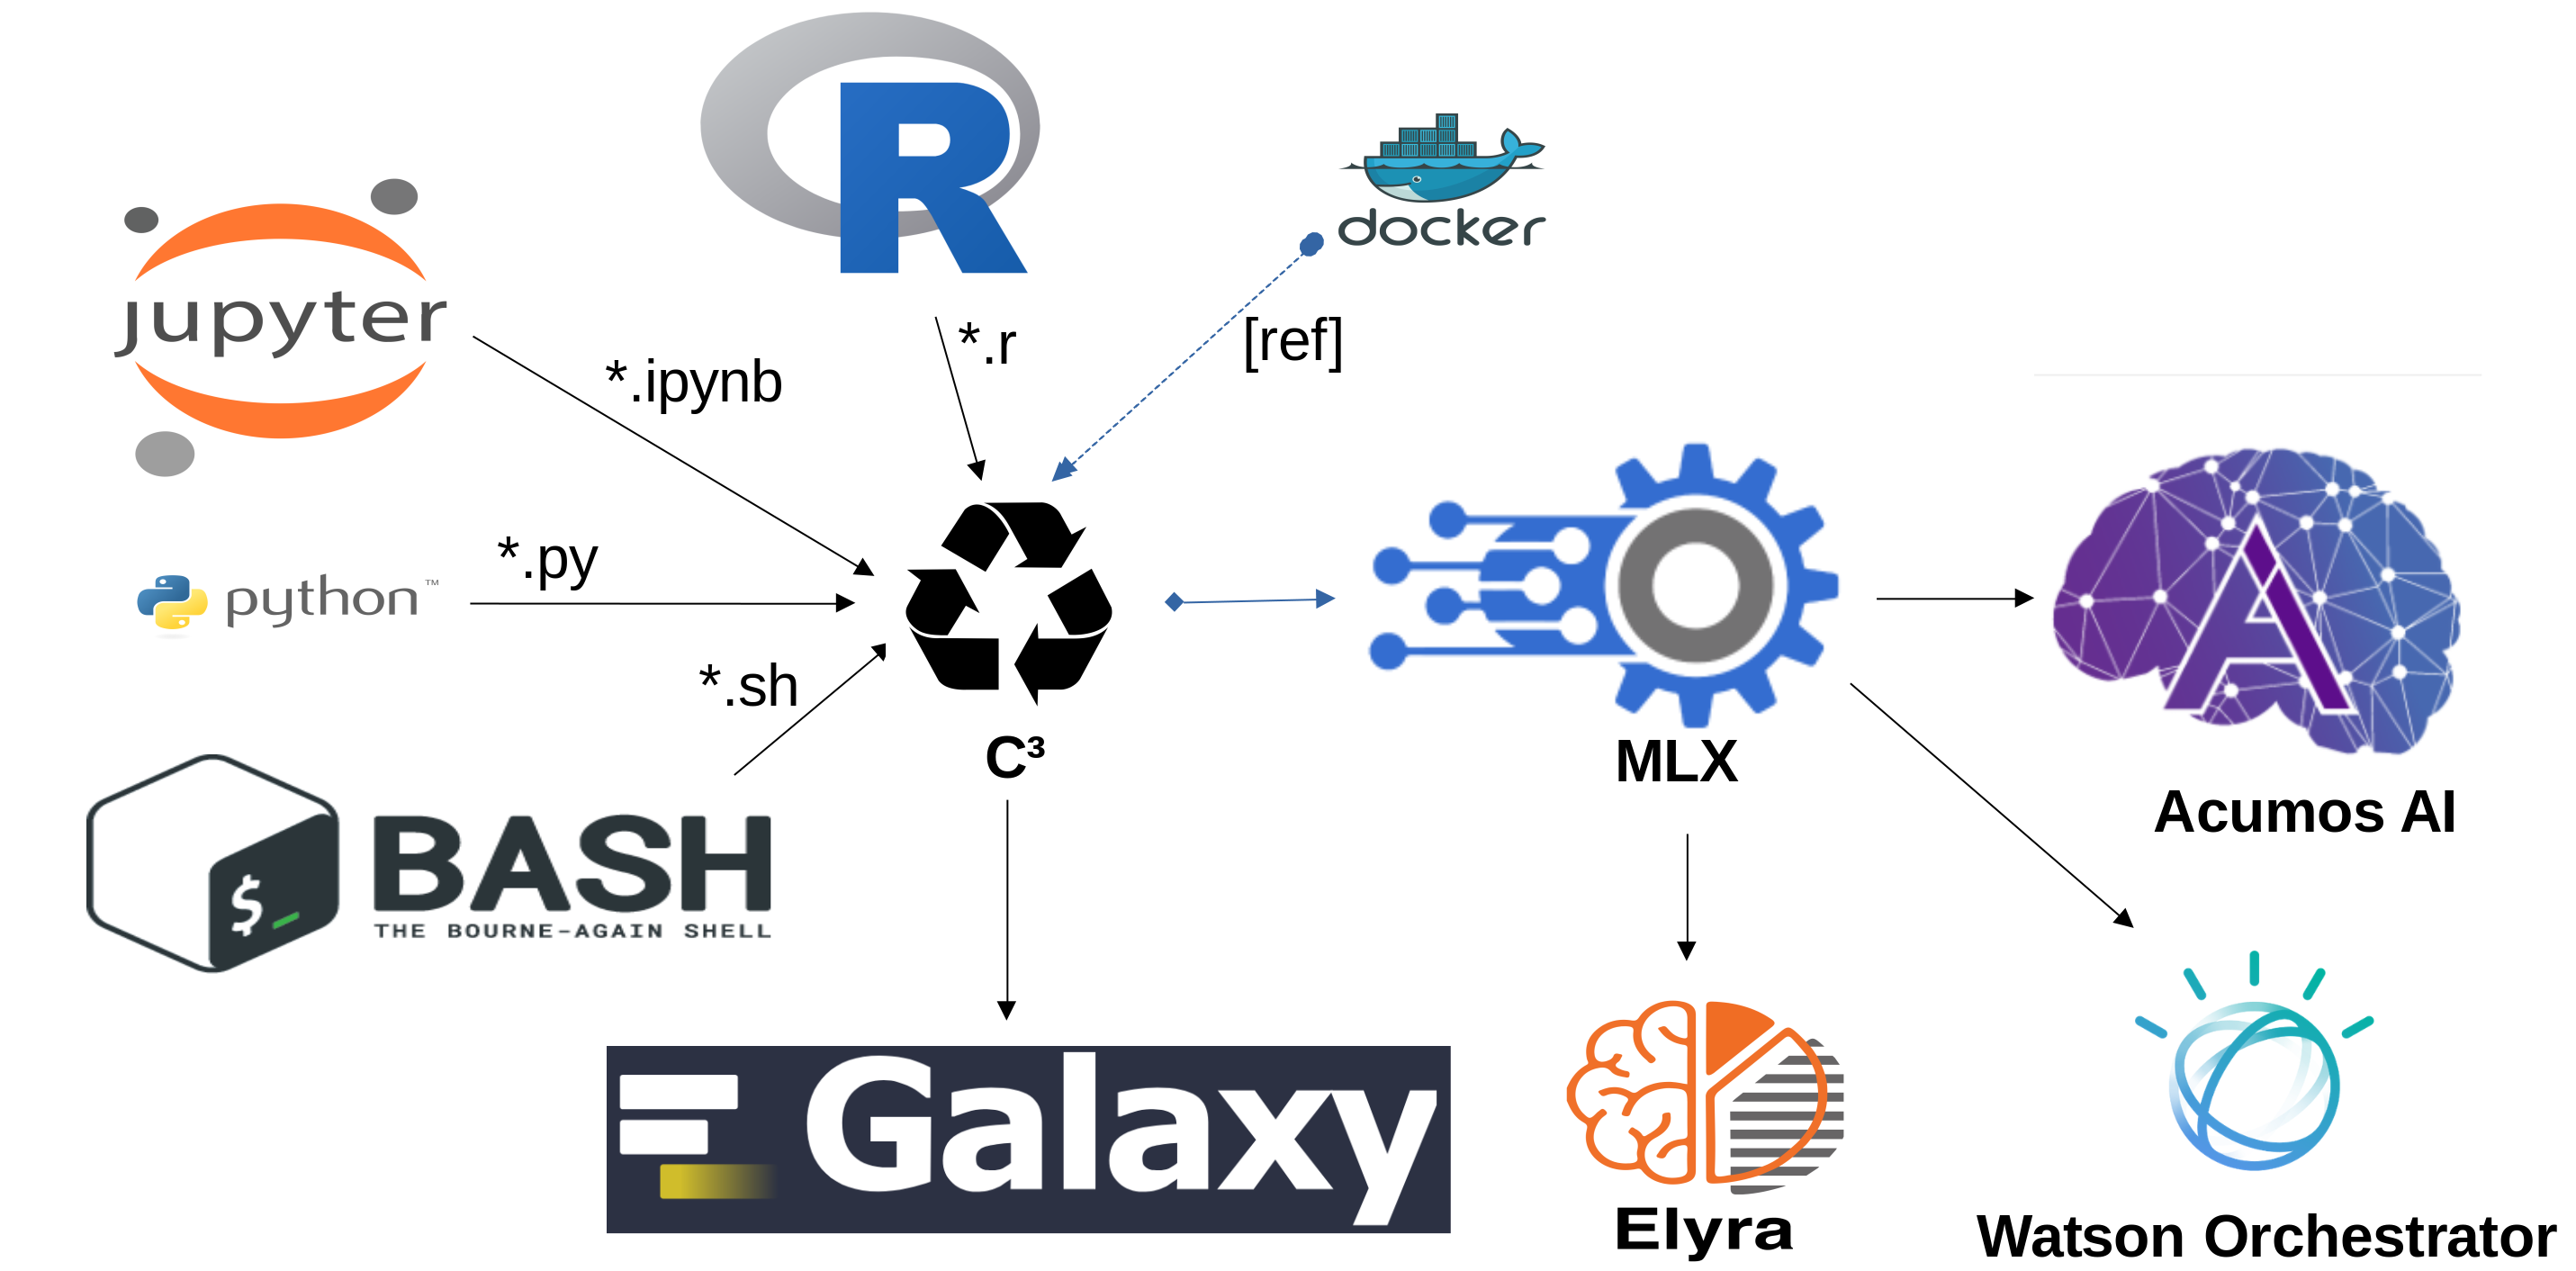 R
docker
jupyter
*.r
[ref]
*.ipynb
*.py
python™
*.sh
C³
MLX
A
Acumos AI
$_
BASH
THE BOURNE-AGAIN SHELL
Galaxy
Elyra
Watson Orchestrator